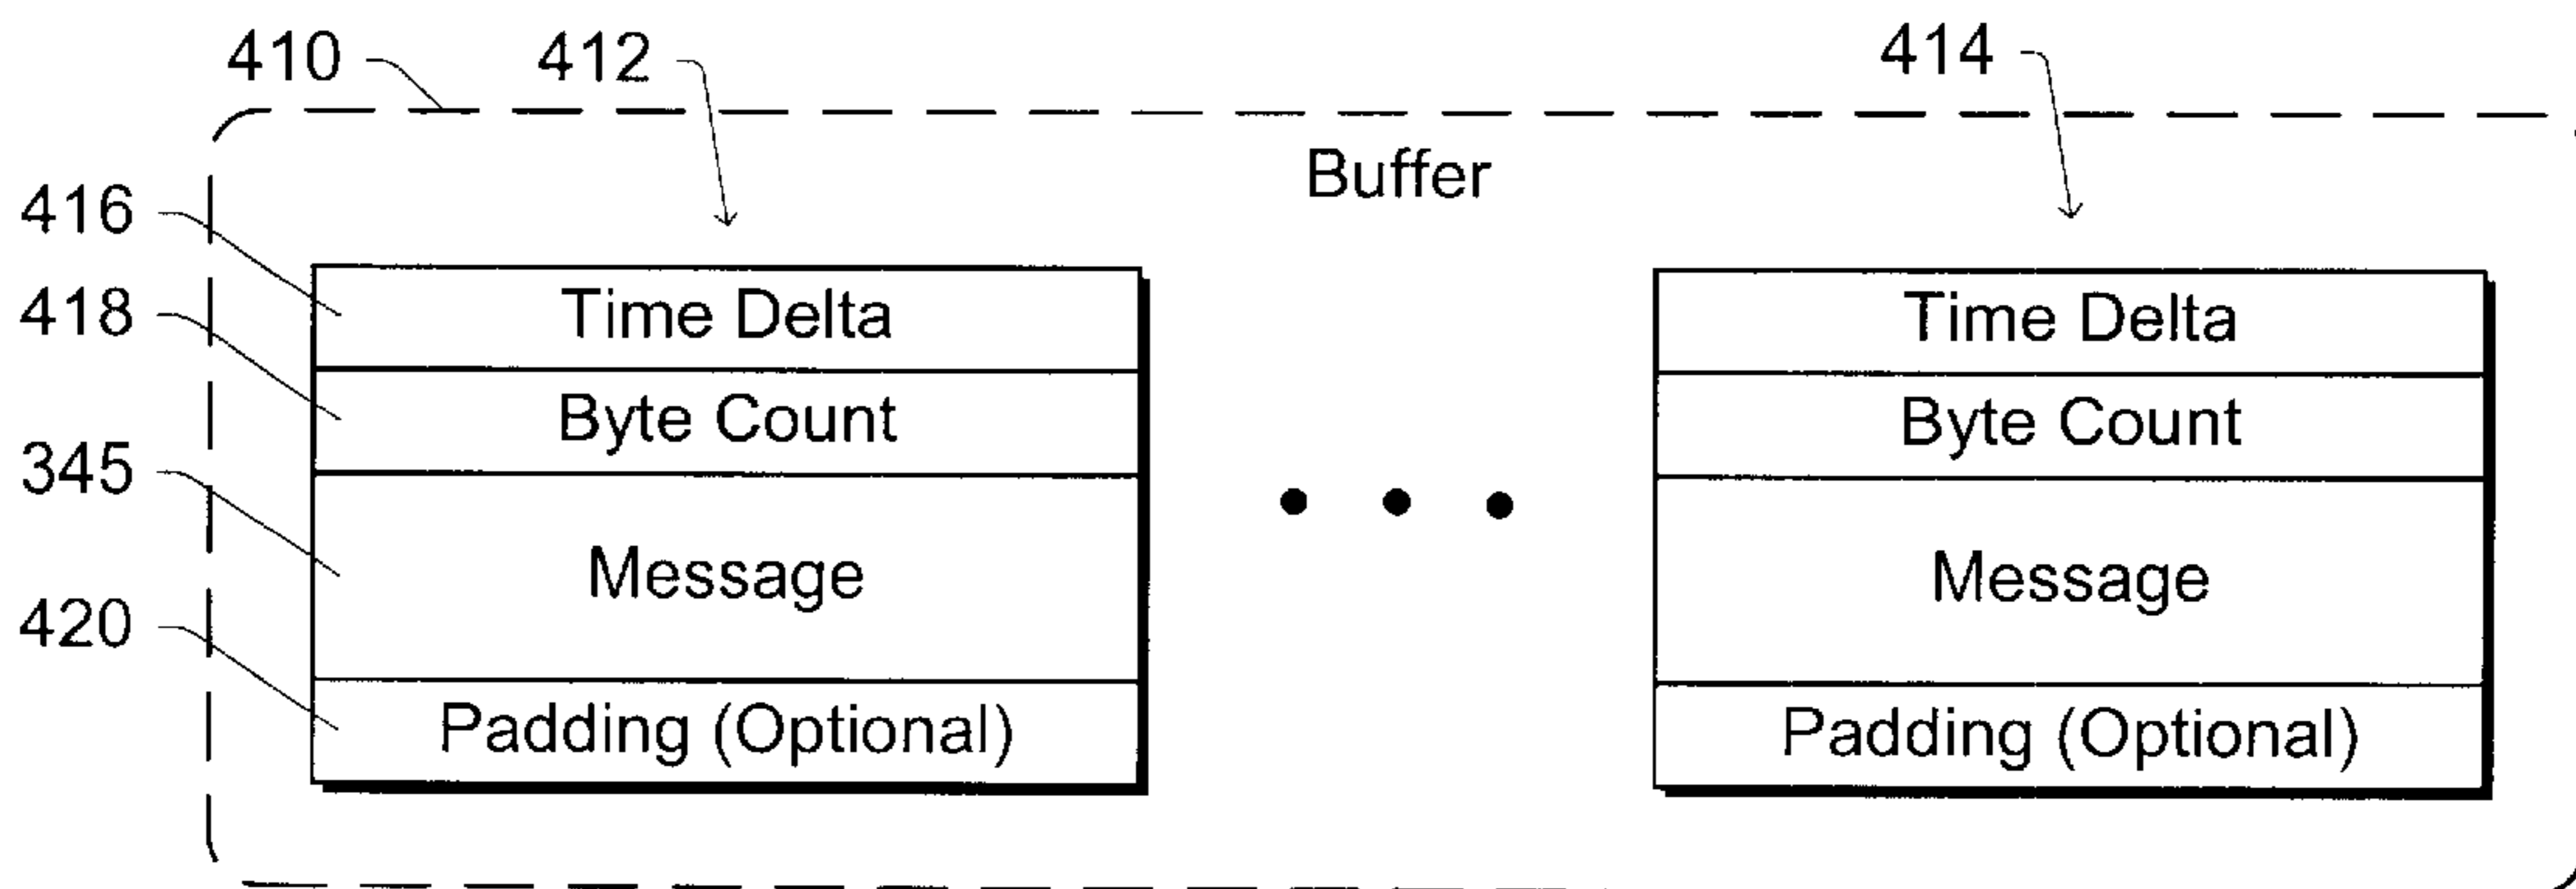 410 412 414
Buffer
416
418
345
420
Time Delta
Byte Count
Message
Padding (Optional)
Time Delta
Byte Count
Message
Padding (Optional)